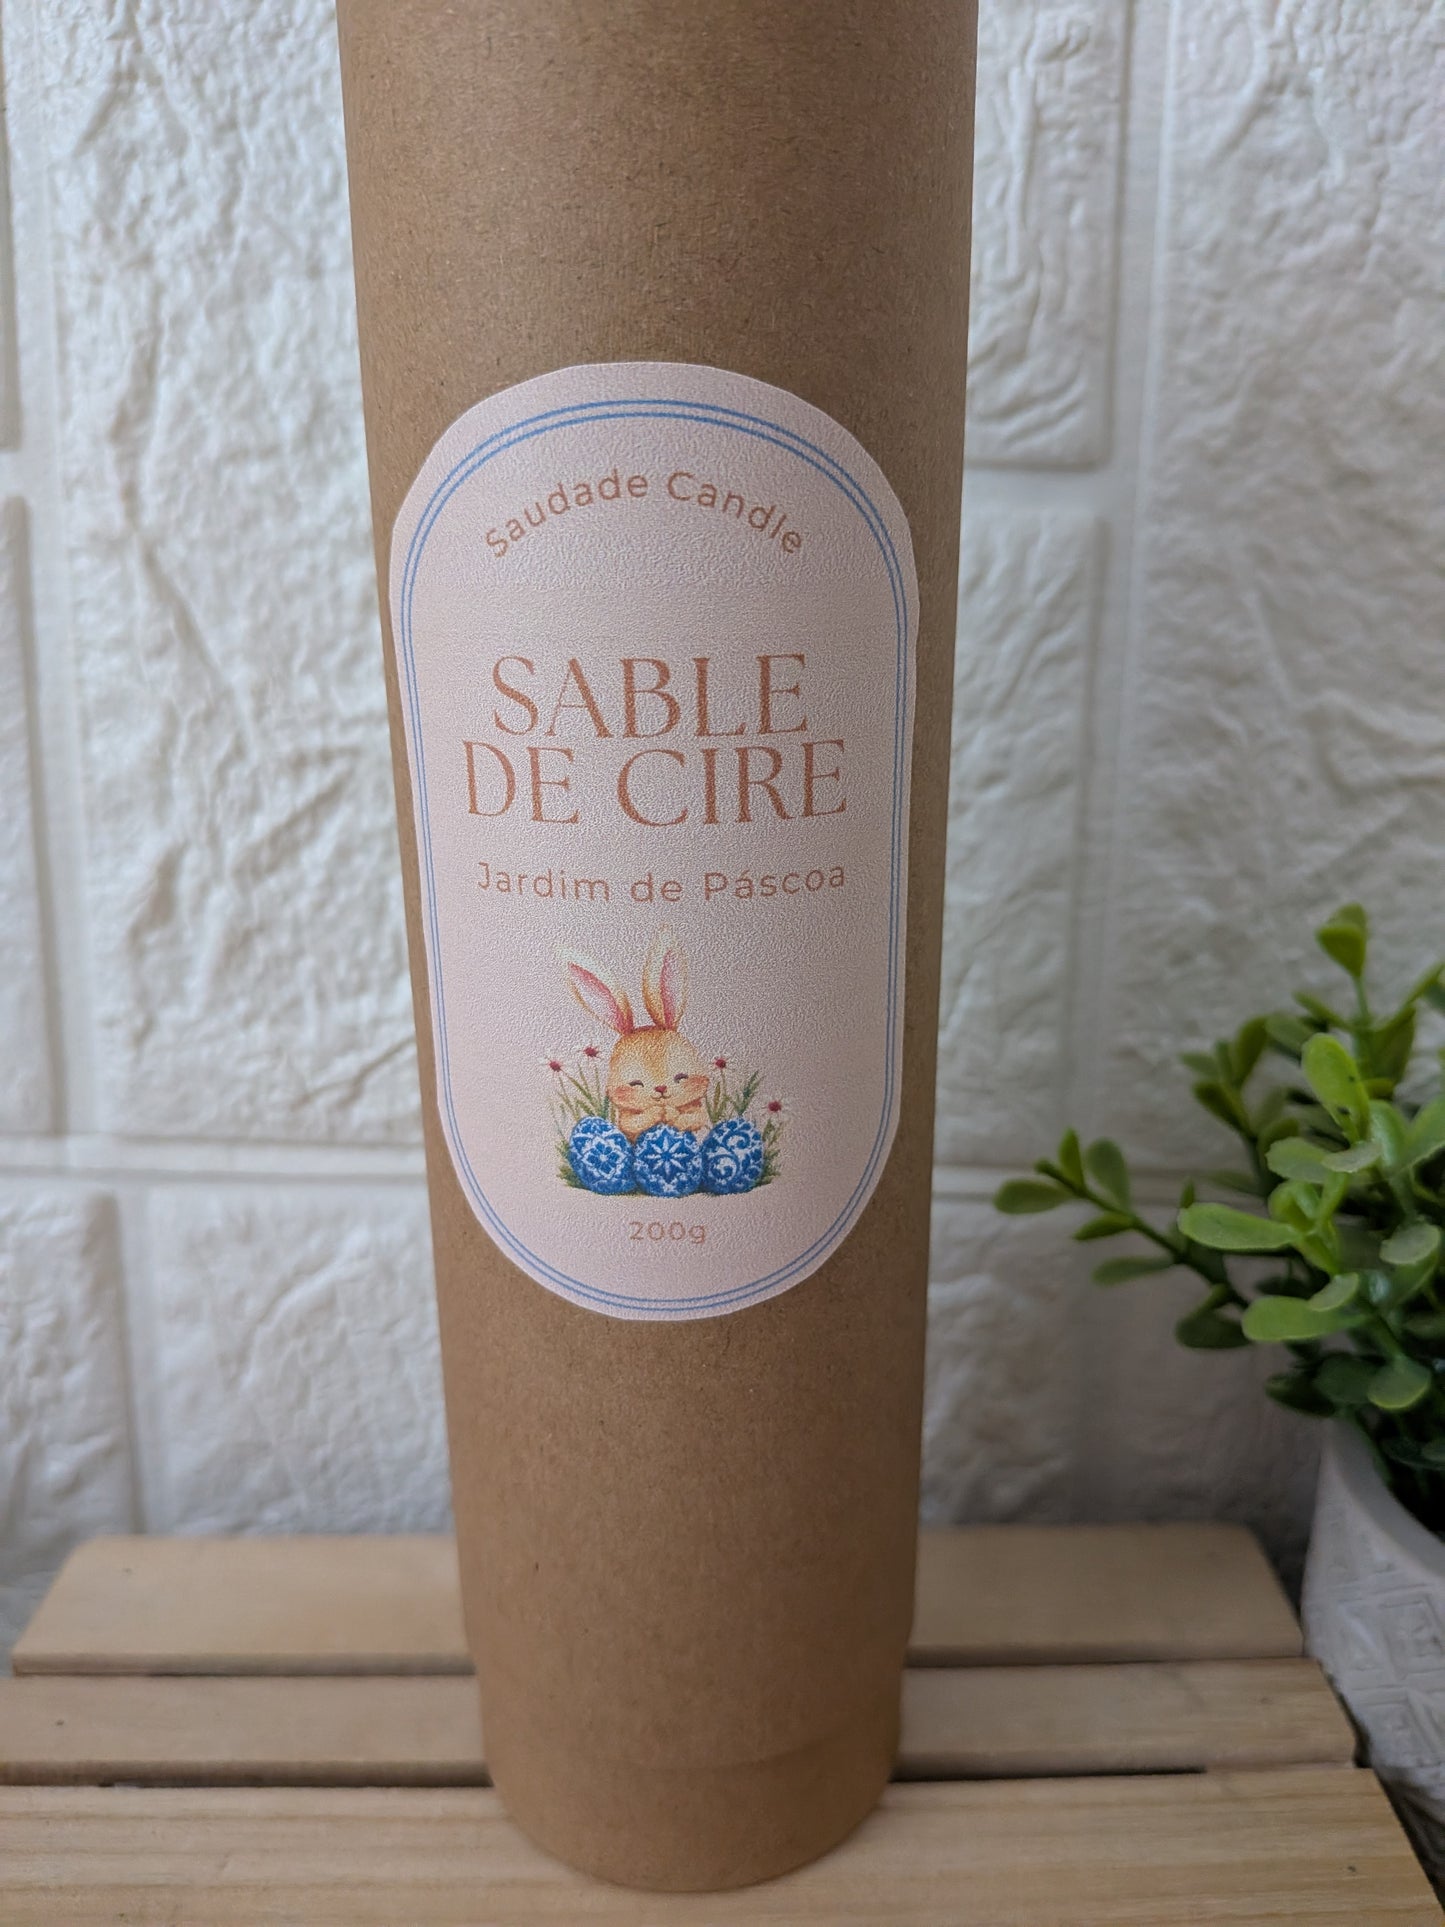 Saudade Candle
SABLE
DE CIRE
Jardim de Páscoa
200g